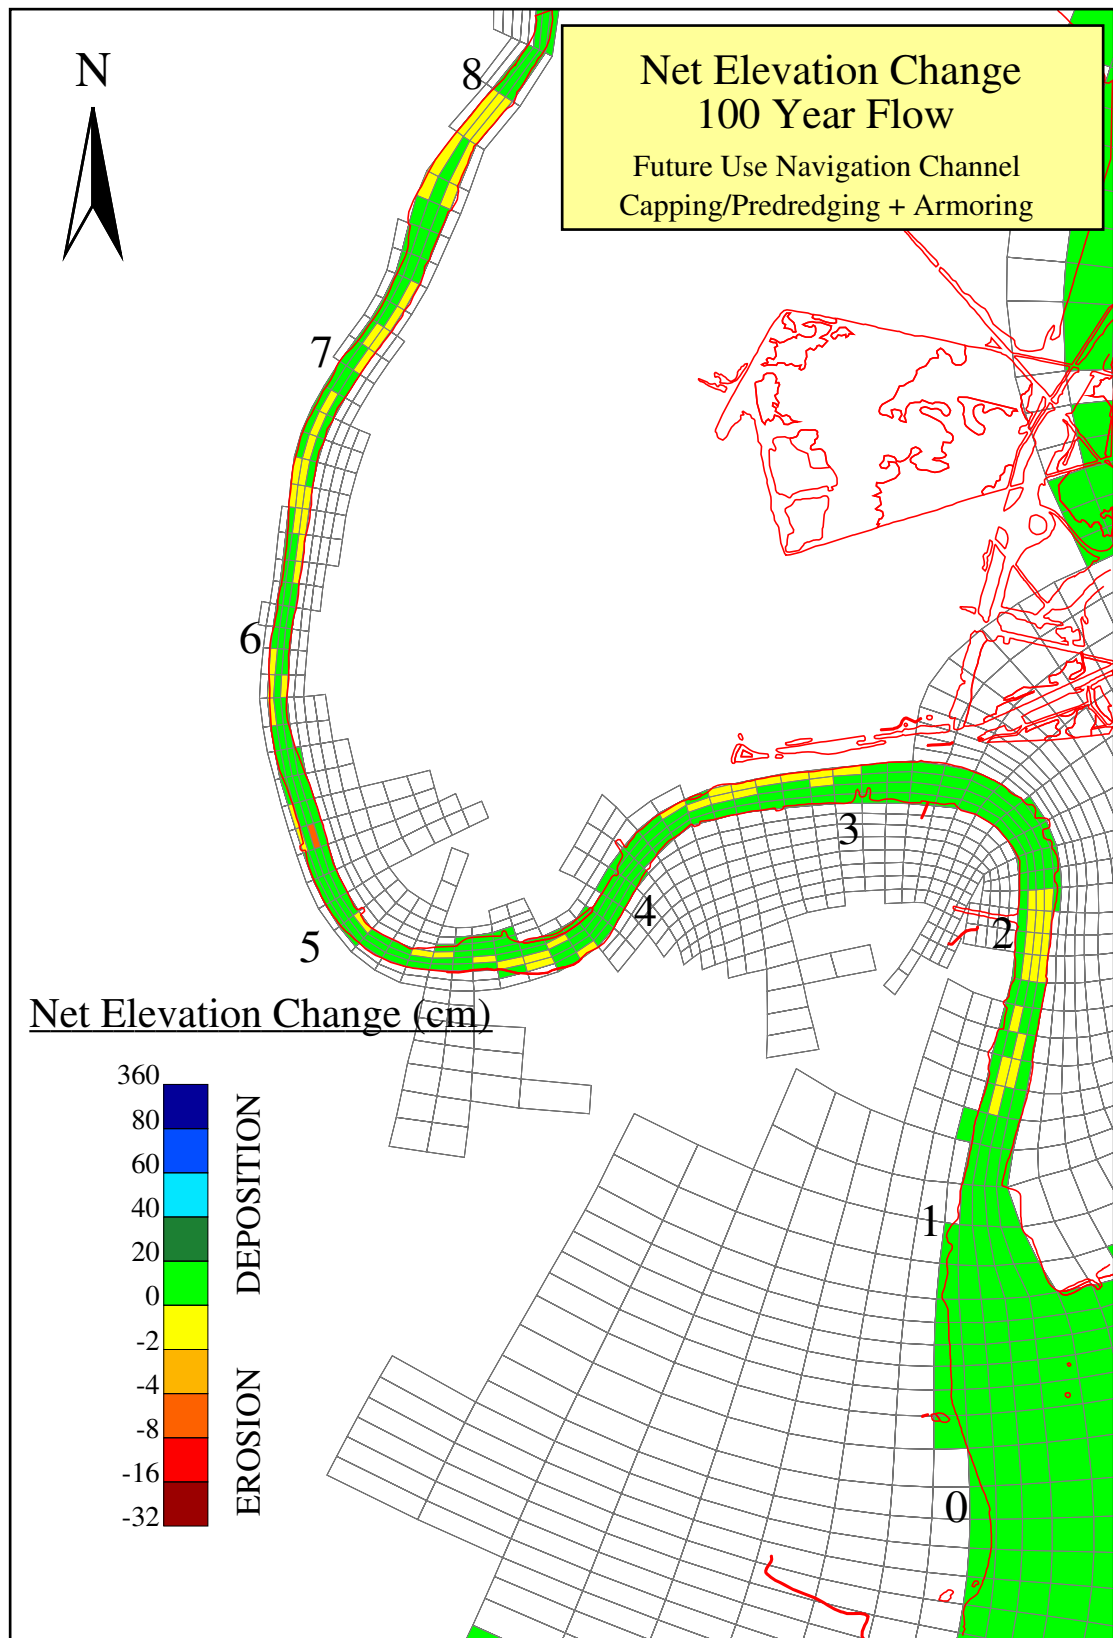 Net Elevation Change
100 Year Flow
Future Use Navigation Channel
Capping/Predredging + Armoring
N
8
7
6
5
4
3
2
1
0
Net Elevation Change (cm)
360
80
60
40
20
0
-2
-4
-8
-16
-32
DEPOSITION
EROSION